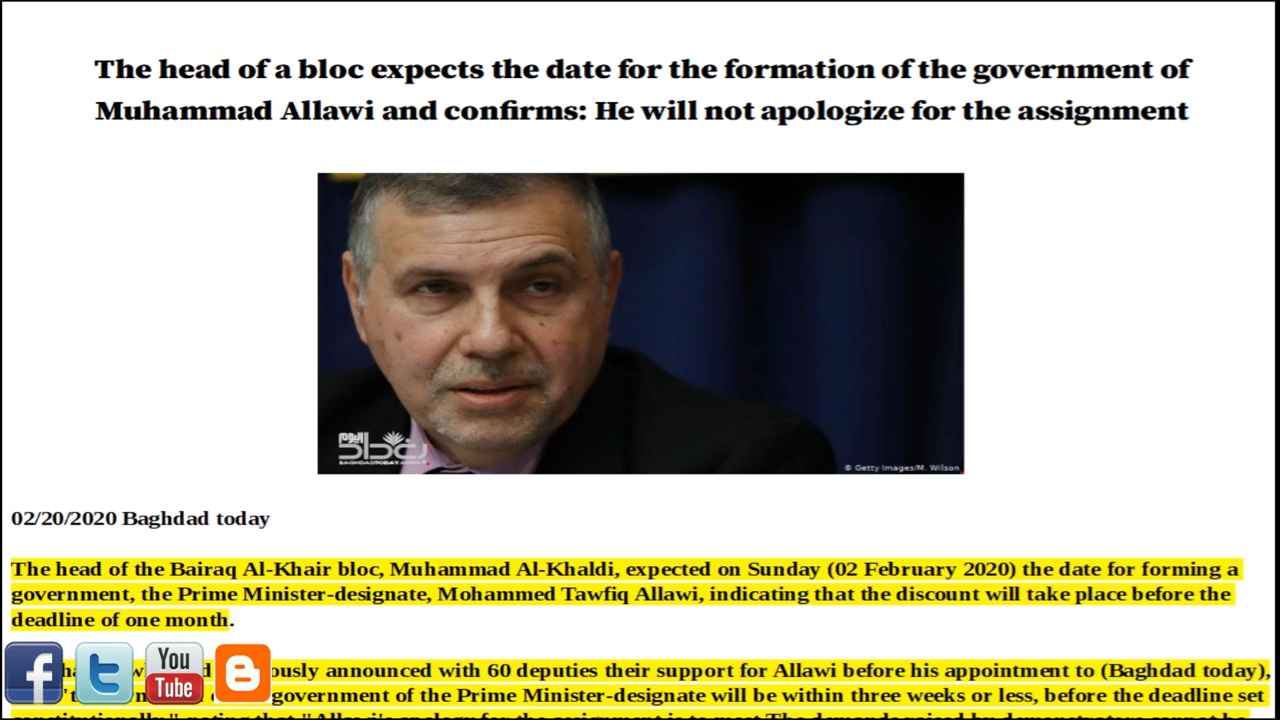 The head of a bloc expects the date for the formation of the government of
Muhammad Allawi and confirms: He will not apologize for the assignment
بغداد اليوم
BAGHDADTODAY.NEWS
© Getty Images/M. Wilson
02/20/2020 Baghdad today
The head of the Bairaq Al-Khair bloc, Muhammad Al-Khaldi, expected on Sunday (02 February 2020) the date for forming a
government, the Prime Minister-designate, Mohammed Tawfiq Allawi, indicating that the discount will take place before the
deadline of one month.
announced with 60 deputies their support for Allawi before his appointment to (Baghdad today),
government of the Prime Minister-designate will be within three weeks or less, before the deadline set
f t You Tube B